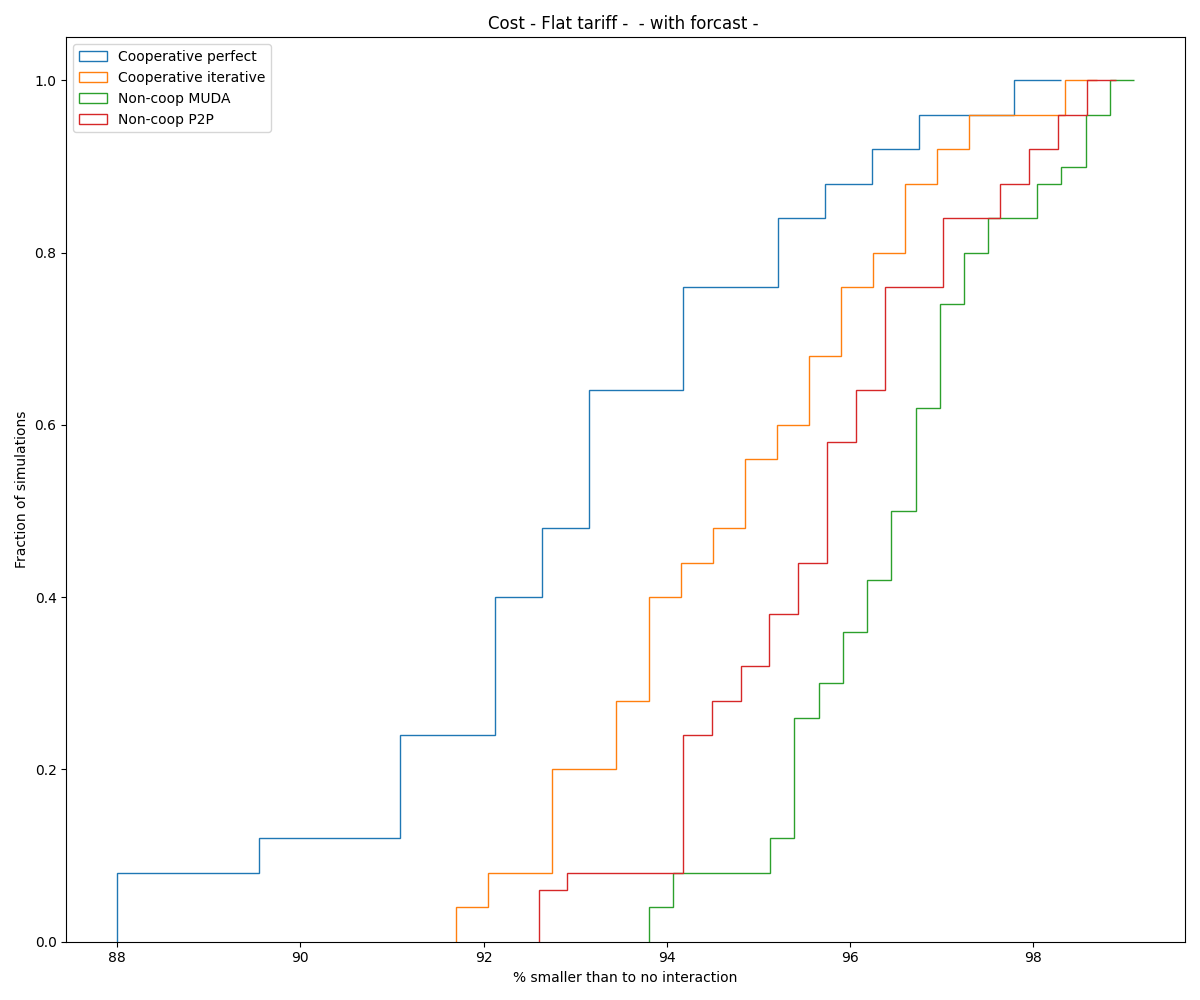 Cost - Flat tariff -  - with forcast -
Cooperative perfect
Cooperative iterative
Non-coop MUDA
Non-coop P2P
Fraction of simulations
1.0
0.8
0.6
0.4
0.2
0.0
88 90 92 94 96 98
% smaller than to no interaction